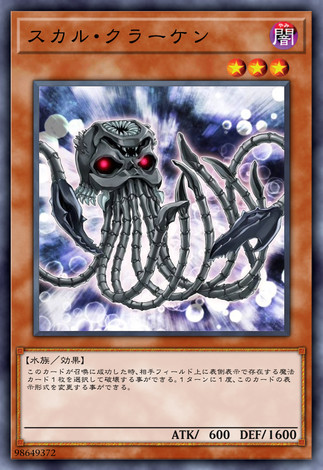 スカル・クラーケン
闇
やみ
【水族／効果】
このカードが召喚に成功した時、相手フィールド上に表側表示で存在する魔法
カード１枚を選択して破壊する事ができる。１ターンに１度、このカードの表
示形式を変更する事ができる。
ATK/ 600 DEF/1600
98649372